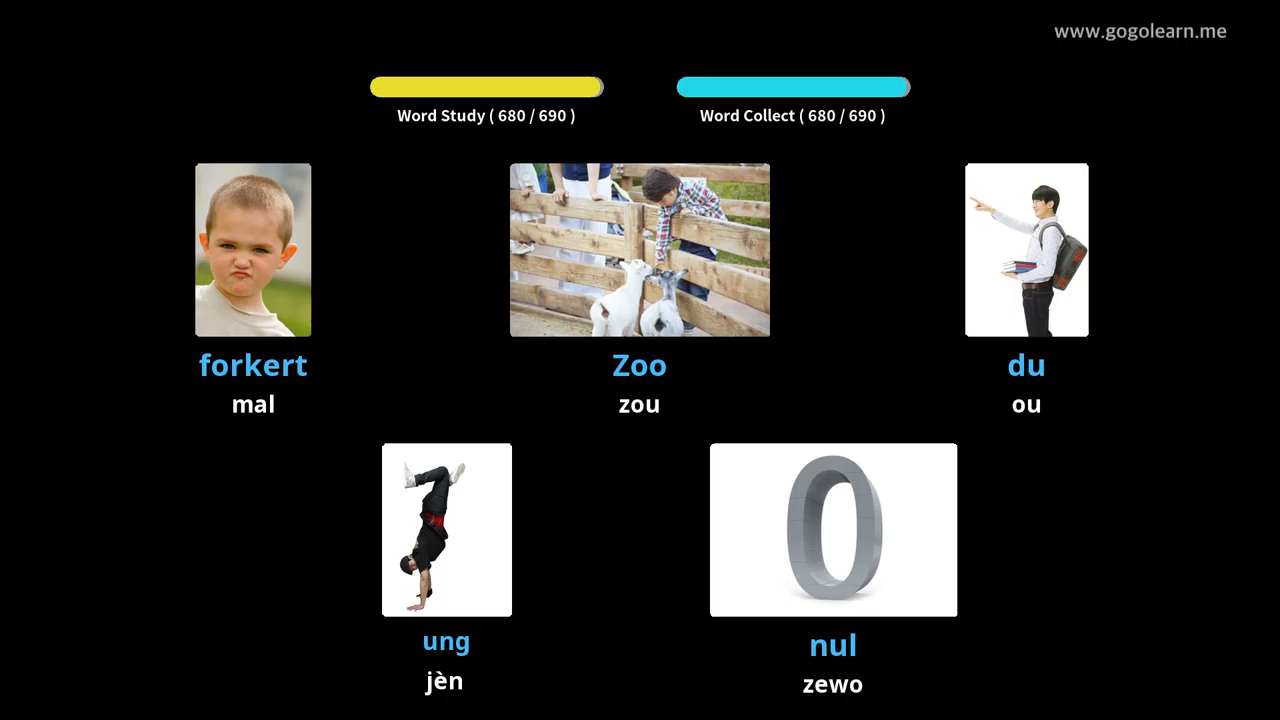 www.gogolearn.me
Word Study ( 680 / 690 )
Word Collect ( 680 / 690 )
forkert
mal
Zoo
zou
du
ou
ung
jèn
nul
zewo